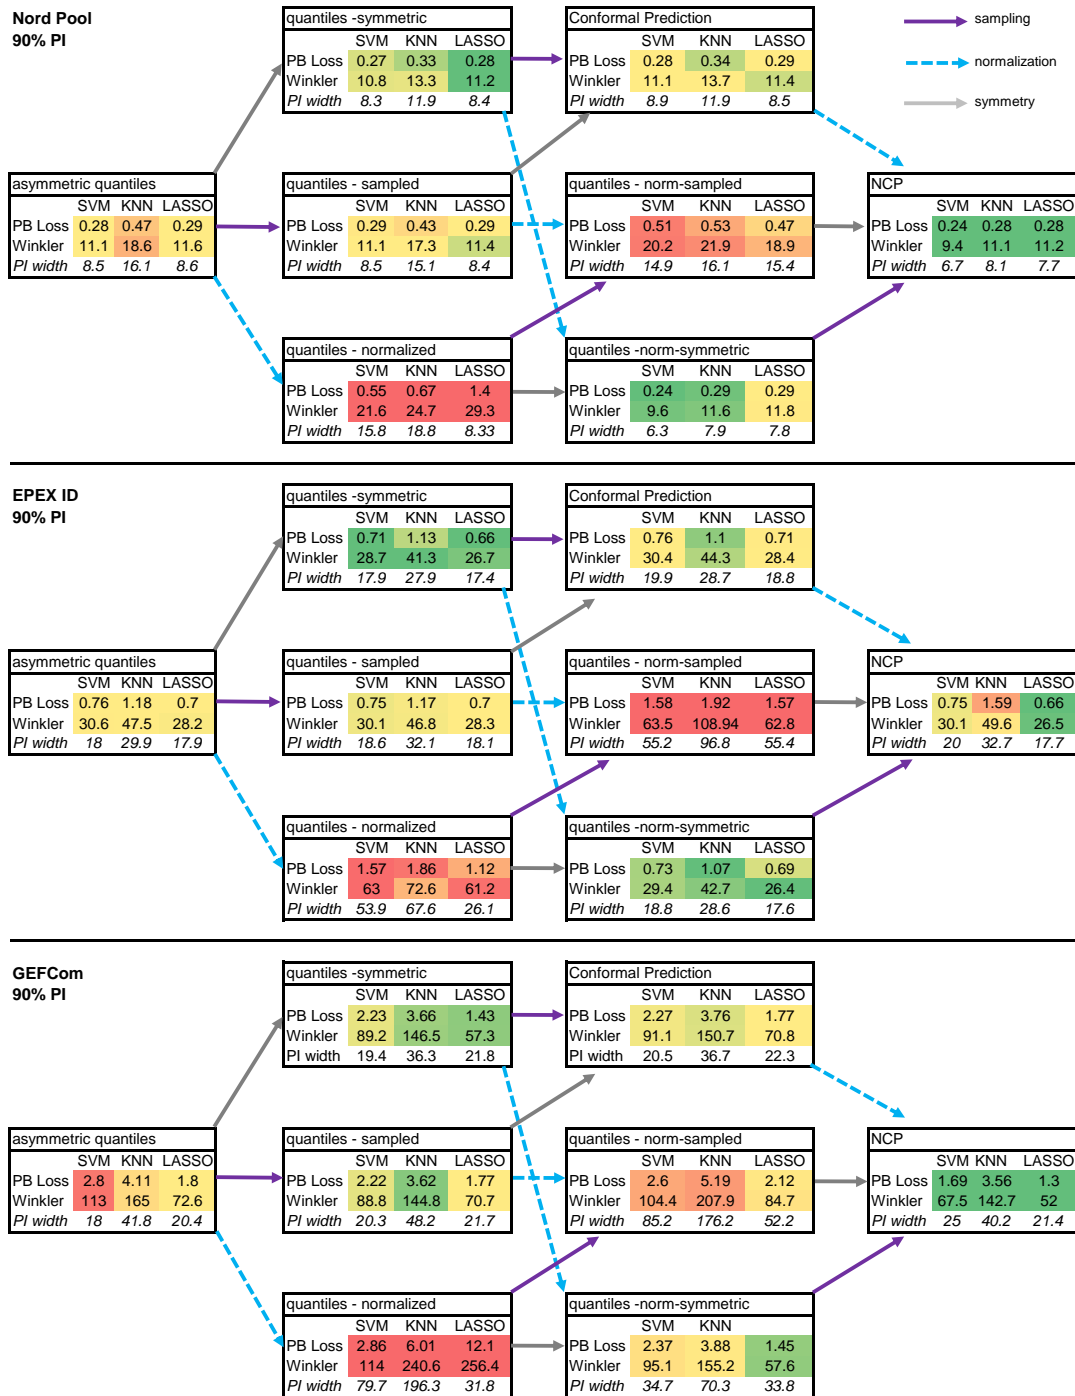 Nord Pool
90% PI
sampling
normalization
symmetry
quantiles -symmetric
SVM KNN LASSO
PB Loss 0.27 0.33 0.28
Winkler 10.8 13.3 11.2
PI width 8.3 11.9 8.4
Conformal Prediction
SVM KNN LASSO
PB Loss 0.28 0.34 0.29
Winkler 11.1 13.7 11.4
PI width 8.9 11.9 8.5
asymmetric quantiles
SVM KNN LASSO
PB Loss 0.28 0.47 0.29
Winkler 11.1 18.6 11.6
PI width 8.5 16.1 8.6
quantiles - sampled
SVM KNN LASSO
PB Loss 0.29 0.43 0.29
Winkler 11.1 17.3 11.4
PI width 8.5 15.1 8.4
quantiles - norm-sampled
SVM KNN LASSO
PB Loss 0.51 0.53 0.47
Winkler 20.2 21.9 18.9
PI width 14.9 16.1 15.4
NCP
SVM KNN LASSO
PB Loss 0.24 0.28 0.28
Winkler 9.4 11.1 11.2
PI width 6.7 8.1 7.7
quantiles - normalized
SVM KNN LASSO
PB Loss 0.55 0.67 1.4
Winkler 21.6 24.7 29.3
PI width 15.8 18.8 8.33
quantiles -norm-symmetric
SVM KNN LASSO
PB Loss 0.24 0.29 0.29
Winkler 9.6 11.6 11.8
PI width 6.3 7.9 7.8
EPEX ID
90% PI
quantiles -symmetric
SVM KNN LASSO
PB Loss 0.71 1.13 0.66
Winkler 28.7 41.3 26.7
PI width 17.9 27.9 17.4
Conformal Prediction
SVM KNN LASSO
PB Loss 0.76 1.1 0.71
Winkler 30.4 44.3 28.4
PI width 19.9 28.7 18.8
asymmetric quantiles
SVM KNN LASSO
PB Loss 0.76 1.18 0.7
Winkler 30.6 47.5 28.2
PI width 18 29.9 17.9
quantiles - sampled
SVM KNN LASSO
PB Loss 0.75 1.17 0.7
Winkler 30.1 46.8 28.3
PI width 18.6 32.1 18.1
quantiles - norm-sampled
SVM KNN LASSO
PB Loss 1.58 1.92 1.57
Winkler 63.5 108.94 62.8
PI width 55.2 96.8 55.4
NCP
SVM KNN LASSO
PB Loss 0.75 1.59 0.66
Winkler 30.1 49.6 26.5
PI width 20 32.7 17.7
quantiles - normalized
SVM KNN LASSO
PB Loss 1.57 1.86 1.12
Winkler 63 72.6 61.2
PI width 53.9 67.6 26.1
quantiles -norm-symmetric
SVM KNN LASSO
PB Loss 0.73 1.07 0.69
Winkler 29.4 42.7 26.4
PI width 18.8 28.6 17.6
GEFCom
90% PI
quantiles -symmetric
SVM KNN LASSO
PB Loss 2.23 3.66 1.43
Winkler 89.2 146.5 57.3
PI width 19.4 36.3 21.8
Conformal Prediction
SVM KNN LASSO
PB Loss 2.27 3.76 1.77
Winkler 91.1 150.7 70.8
PI width 20.5 36.7 22.3
asymmetric quantiles
SVM KNN LASSO
PB Loss 2.8 4.11 1.8
Winkler 113 165 72.6
PI width 18 41.8 20.4
quantiles - sampled
SVM KNN LASSO
PB Loss 2.22 3.62 1.77
Winkler 88.8 144.8 70.7
PI width 20.3 48.2 21.7
quantiles - norm-sampled
SVM KNN LASSO
PB Loss 2.6 5.19 2.12
Winkler 104.4 207.9 84.7
PI width 85.2 176.2 52.2
NCP
SVM KNN LASSO
PB Loss 1.69 3.56 1.3
Winkler 67.5 142.7 52
PI width 25 40.2 21.4
quantiles - normalized
SVM KNN LASSO
PB Loss 2.86 6.01 12.1
Winkler 114 240.6 256.4
PI width 79.7 196.3 31.8
quantiles -norm-symmetric
SVM KNN LASSO
PB Loss 2.37 3.88 1.45
Winkler 95.1 155.2 57.6
PI width 34.7 70.3 33.8